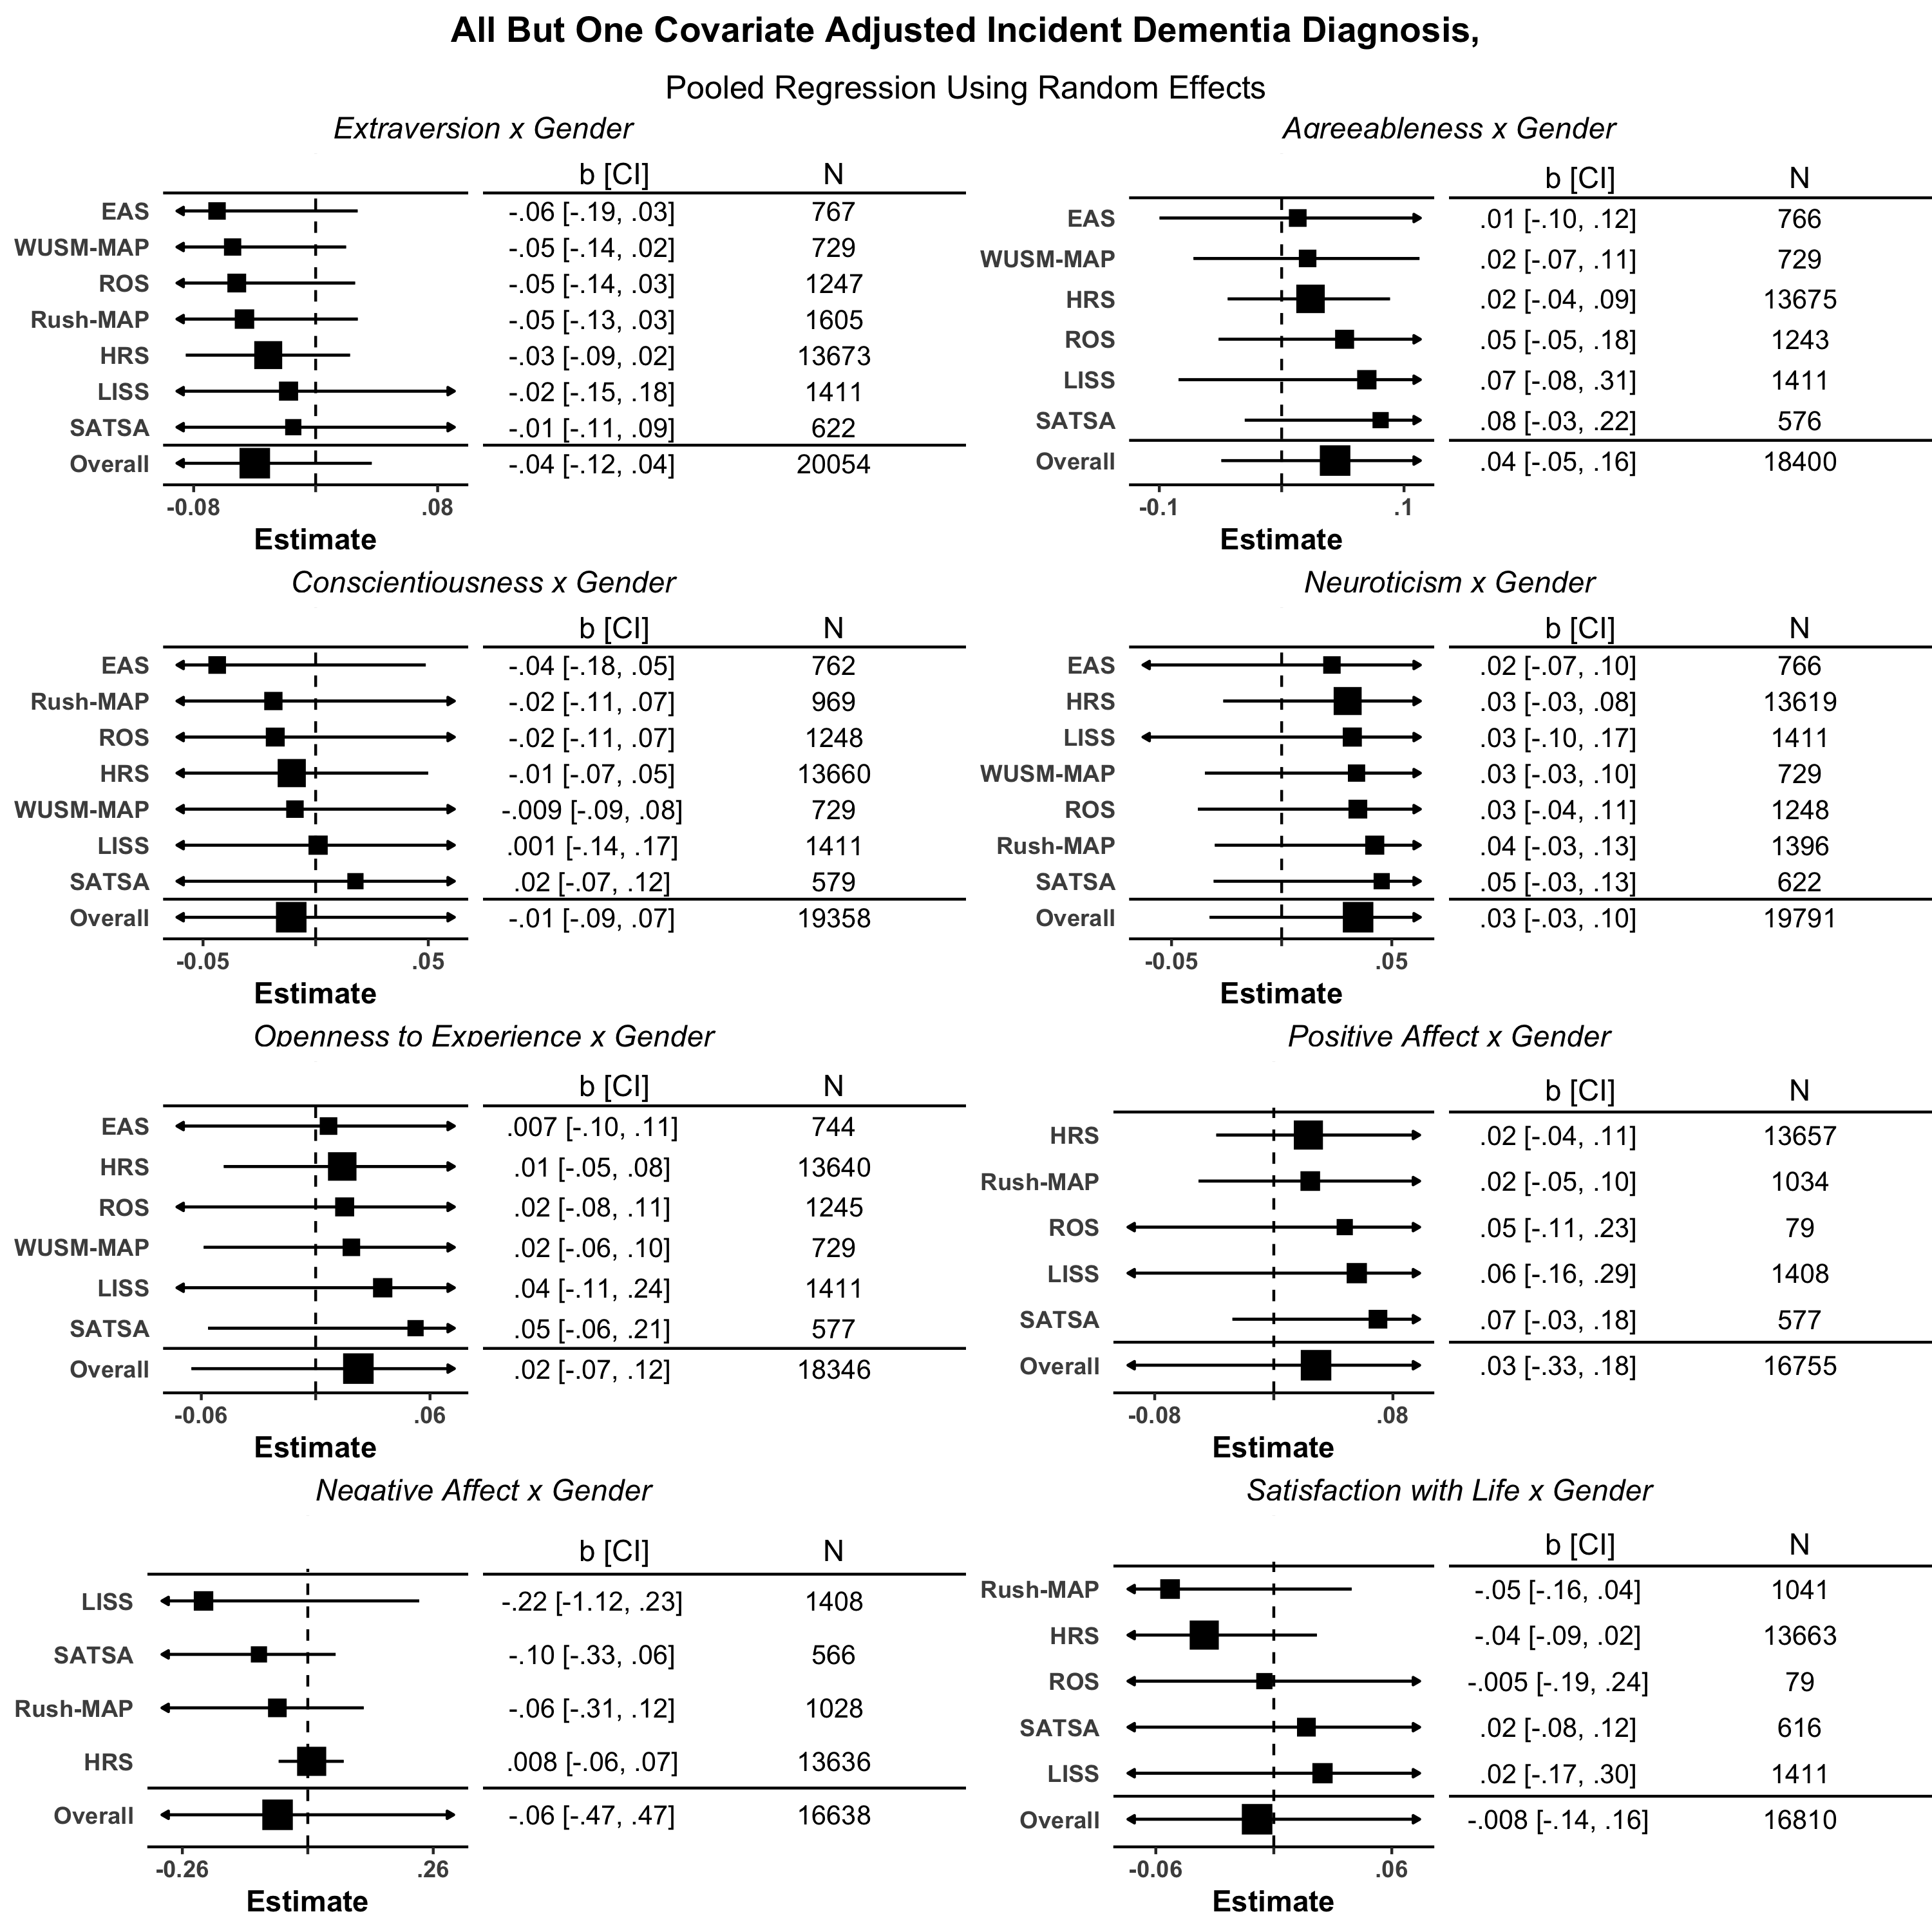 All But One Covariate Adjusted Incident Dementia Diagnosis,
Pooled Regression Using Random Effects
Extraversion x Gender
b [CI] N
EAS -.06 [-.19, .03] 767
WUSM-MAP -.05 [-.14, .02] 729
ROS -.05 [-.14, .03] 1247
Rush-MAP -.05 [-.13, .03] 1605
HRS -.03 [-.09, .02] 13673
LISS -.02 [-.15, .18] 1411
SATSA -.01 [-.11, .09] 622
Overall -.04 [-.12, .04] 20054
-0.08 .08
Estimate
Agreeableness x Gender
b [CI] N
EAS .01 [-.10, .12] 766
WUSM-MAP .02 [-.07, .11] 729
HRS .02 [-.04, .09] 13675
ROS .05 [-.05, .18] 1243
LISS .07 [-.08, .31] 1411
SATSA .08 [-.03, .22] 576
Overall .04 [-.05, .16] 18400
-0.1 .1
Estimate
Conscientiousness x Gender
b [CI] N
EAS -.04 [-.18, .05] 762
Rush-MAP -.02 [-.11, .07] 969
ROS -.02 [-.11, .07] 1248
HRS -.01 [-.07, .05] 13660
WUSM-MAP -.009 [-.09, .08] 729
LISS .001 [-.14, .17] 1411
SATSA .02 [-.07, .12] 579
Overall -.01 [-.09, .07] 19358
-0.05 .05
Estimate
Neuroticism x Gender
b [CI] N
EAS .02 [-.07, .10] 766
HRS .03 [-.03, .08] 13619
LISS .03 [-.10, .17] 1411
WUSM-MAP .03 [-.03, .10] 729
ROS .03 [-.04, .11] 1248
Rush-MAP .04 [-.03, .13] 1396
SATSA .05 [-.03, .13] 622
Overall .03 [-.03, .10] 19791
-0.05 .05
Estimate
Openness to Experience x Gender
b [CI] N
EAS .007 [-.10, .11] 744
HRS .01 [-.05, .08] 13640
ROS .02 [-.08, .11] 1245
WUSM-MAP .02 [-.06, .10] 729
LISS .04 [-.11, .24] 1411
SATSA .05 [-.06, .21] 577
Overall .02 [-.07, .12] 18346
-0.06 .06
Estimate
Positive Affect x Gender
b [CI] N
HRS .02 [-.04, .11] 13657
Rush-MAP .02 [-.05, .10] 1034
ROS .05 [-.11, .23] 79
LISS .06 [-.16, .29] 1408
SATSA .07 [-.03, .18] 577
Overall .03 [-.33, .18] 16755
-0.08 .08
Estimate
Negative Affect x Gender
b [CI] N
LISS -.22 [-1.12, .23] 1408
SATSA -.10 [-.33, .06] 566
Rush-MAP -.06 [-.31, .12] 1028
HRS .008 [-.06, .07] 13636
Overall -.06 [-.47, .47] 16638
-0.26 .26
Estimate
Satisfaction with Life x Gender
b [CI] N
Rush-MAP -.05 [-.16, .04] 1041
HRS -.04 [-.09, .02] 13663
ROS -.005 [-.19, .24] 79
SATSA .02 [-.08, .12] 616
LISS .02 [-.17, .30] 1411
Overall -.008 [-.14, .16] 16810
-0.06 .06
Estimate